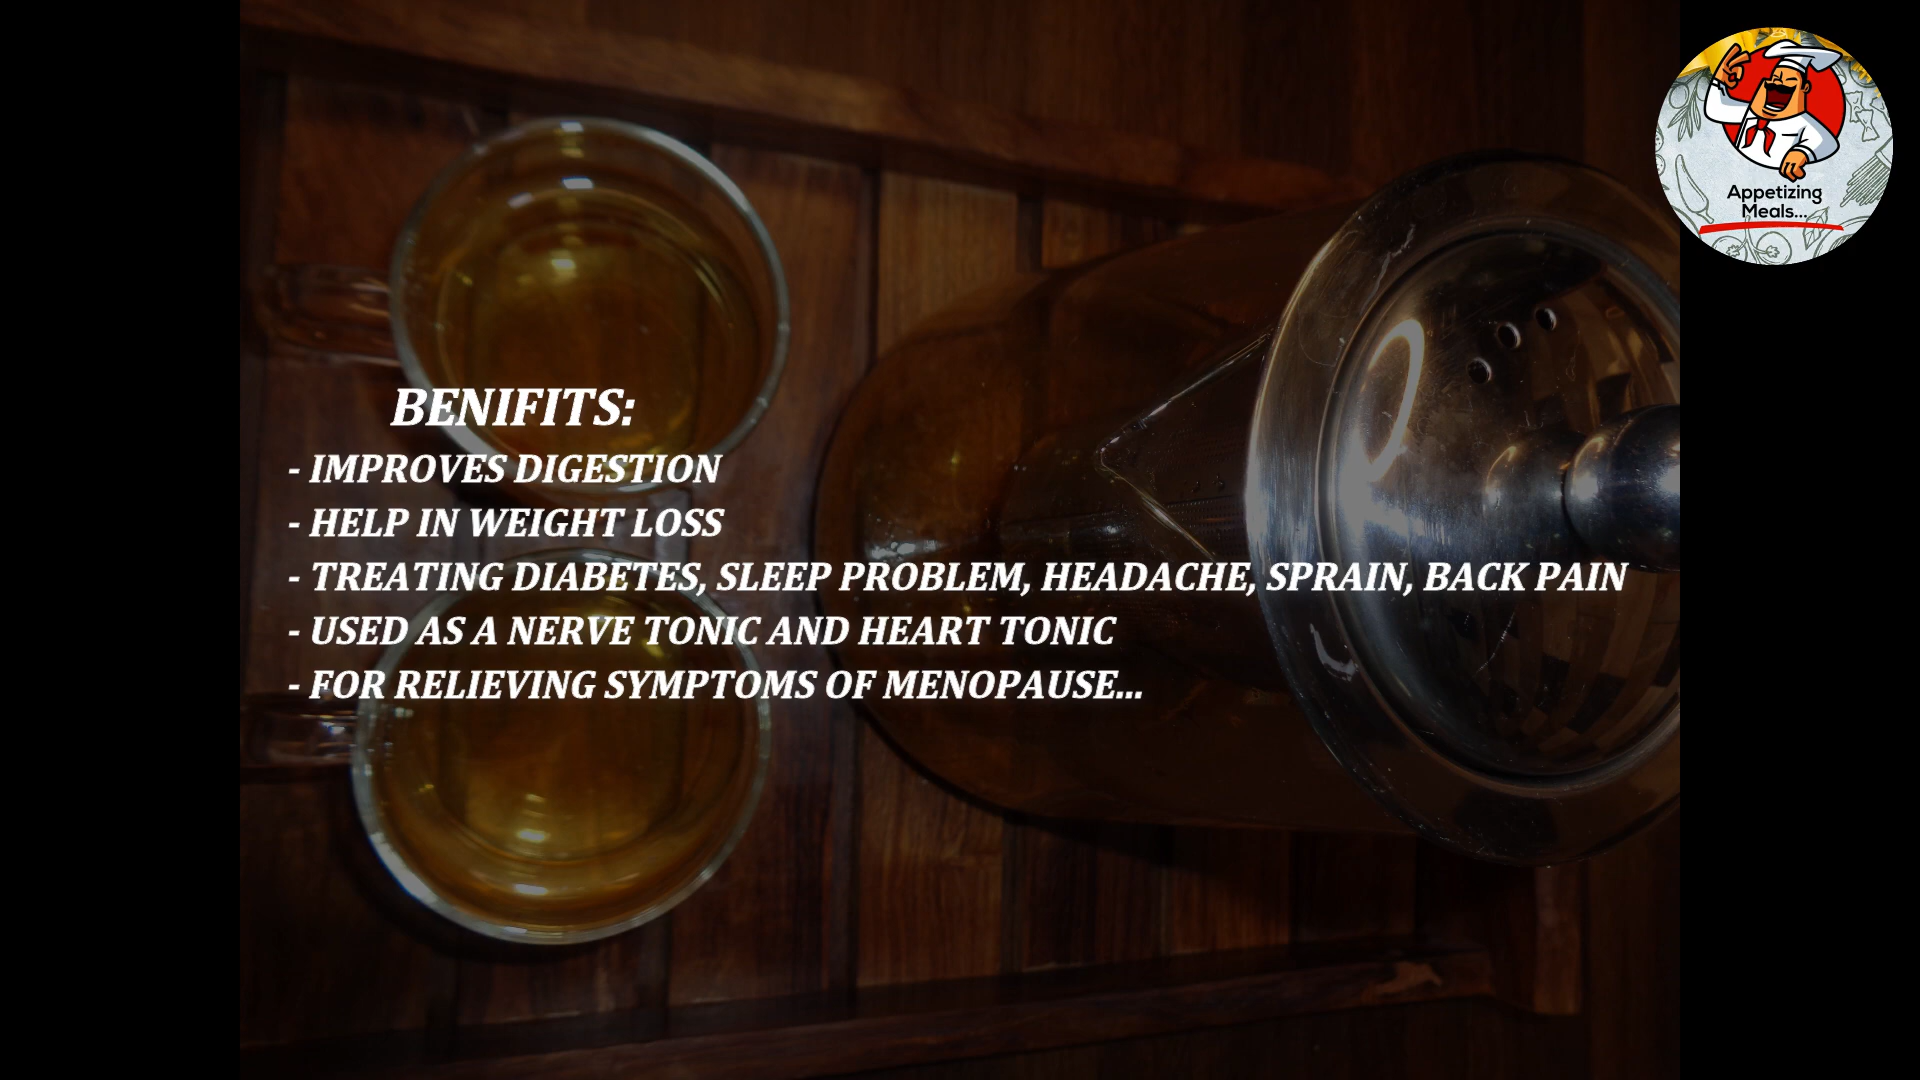 Appetizing
Meals...
BENIFITS:
- IMPROVES DIGESTION
- HELP IN WEIGHT LOSS
- TREATING DIABETES, SLEEP PROBLEM, HEADACHE, SPRAIN, BACK PAIN
- USED AS A NERVE TONIC AND HEART TONIC
- FOR RELIEVING SYMPTOMS OF MENOPAUSE...